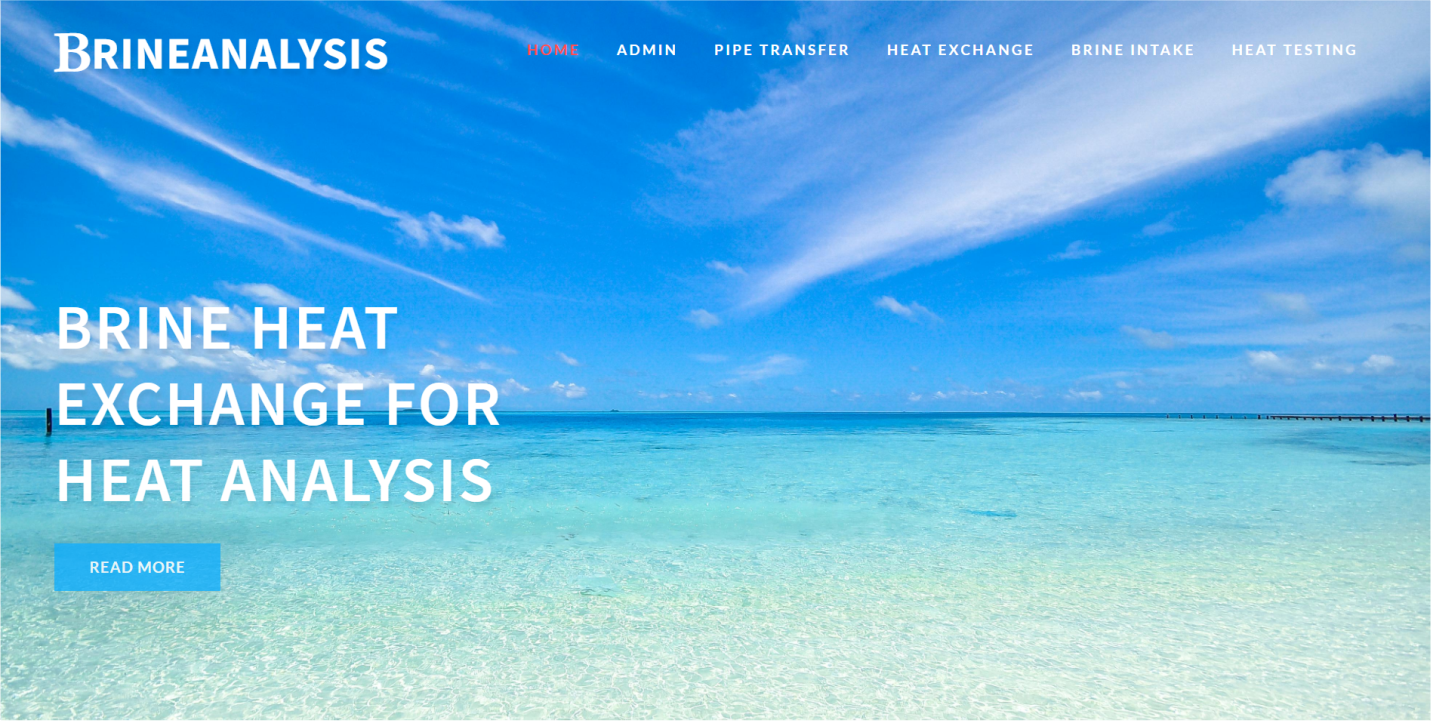 BRINEANALYSIS
HOME ADMIN PIPE TRANSFER HEAT EXCHANGE BRINE INTAKE HEAT TESTING
BRINE HEAT
EXCHANGE FOR
HEAT ANALYSIS
READ MORE